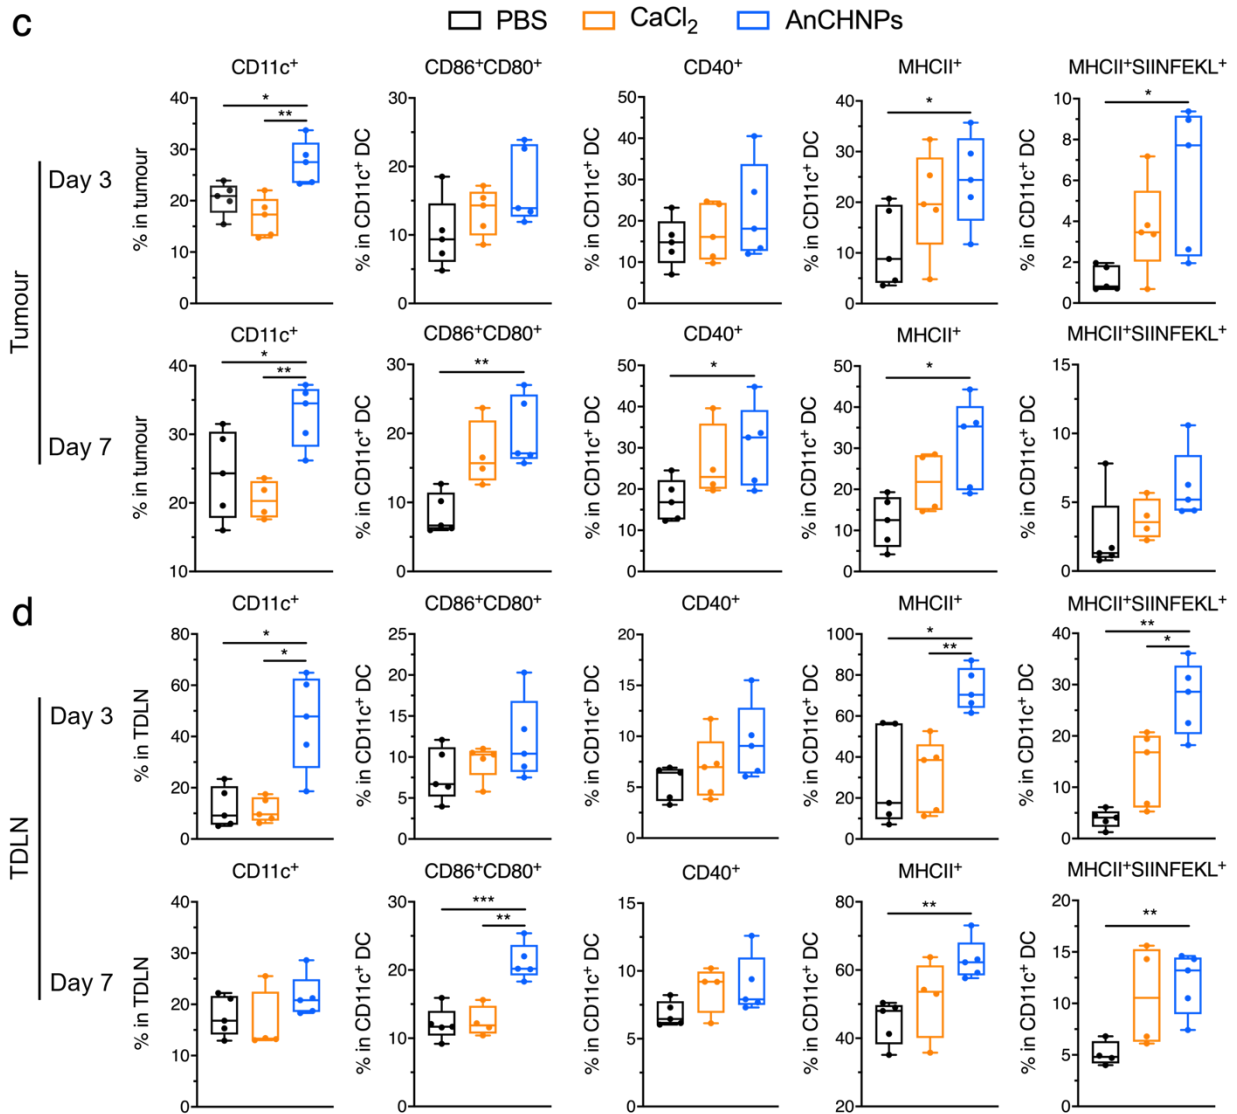 c
PBS CaCl₂ AnCHNPs
Tumour
Day 3
CD11c⁺
% in tumour
40
30
20
10
0
*
**
CD86⁺CD80⁺
% in CD11c⁺ DC
30
20
10
0
CD40⁺
% in CD11c⁺ DC
50
40
30
20
10
0
MHCII⁺
% in CD11c⁺ DC
40
30
20
10
0
*
MHCII⁺SIINFEKL⁺
% in CD11c⁺ DC
10
8
6
4
2
0
*
Day 7
CD11c⁺
% in tumour
40
30
20
10
*
**
CD86⁺CD80⁺
% in CD11c⁺ DC
30
20
10
0
**
CD40⁺
% in CD11c⁺ DC
50
40
30
20
10
0
*
MHCII⁺
% in CD11c⁺ DC
50
40
30
20
10
0
*
MHCII⁺SIINFEKL⁺
% in CD11c⁺ DC
15
10
5
0
d
TDLN
Day 3
CD11c⁺
% in TDLN
80
60
40
20
0
*
*
CD86⁺CD80⁺
% in CD11c⁺ DC
25
20
15
10
5
0
CD40⁺
% in CD11c⁺ DC
20
15
10
5
0
MHCII⁺
% in CD11c⁺ DC
100
80
60
40
20
0
*
**
MHCII⁺SIINFEKL⁺
% in CD11c⁺ DC
40
30
20
10
0
**
*
Day 7
CD11c⁺
% in TDLN
40
30
20
10
0
CD86⁺CD80⁺
% in CD11c⁺ DC
30
20
10
0
***
**
CD40⁺
% in CD11c⁺ DC
15
10
5
0
MHCII⁺
% in CD11c⁺ DC
80
60
40
20
**
MHCII⁺SIINFEKL⁺
% in CD11c⁺ DC
20
15
10
5
0
**